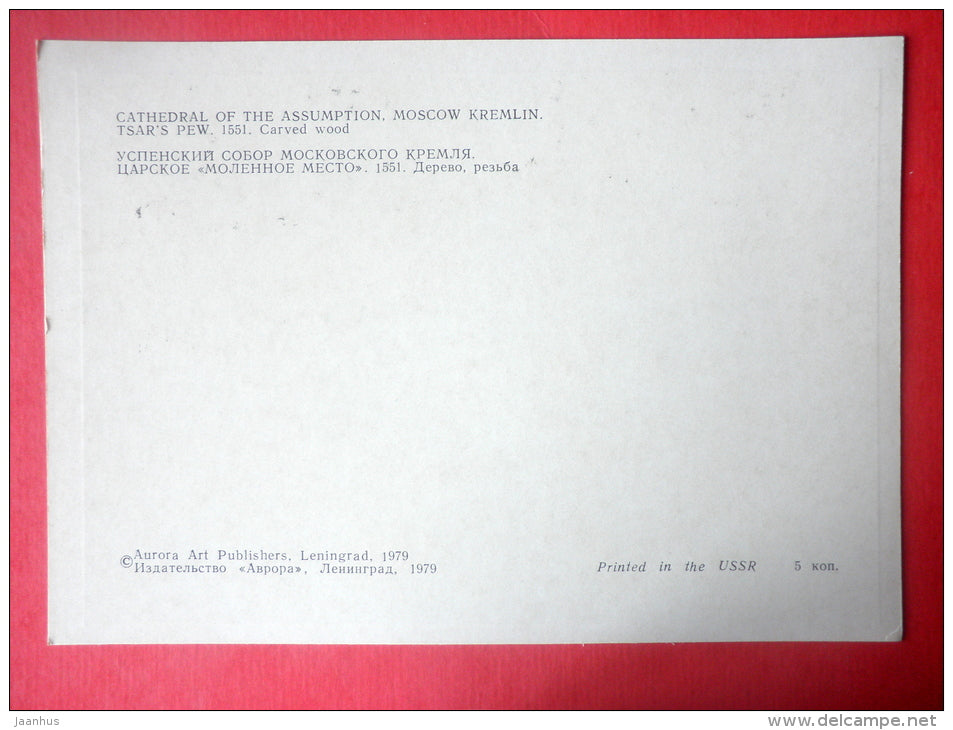 CATHEDRAL OF THE ASSUMPTION, MOSCOW KREMLIN.
TSAR'S PEW. 1551. Carved wood
УСПЕНСКИЙ СОБОР МОСКОВСКОГО КРЕМЛЯ.
ЦАРСКОЕ «МОЛЕННОЕ МЕСТО». 1551. Дерево, резьба
© Aurora Art Publishers, Leningrad, 1979
Издательство «Аврора», Ленинград, 1979
Printed in the USSR 5 коп.
Jaanhus
www.delcampe.net